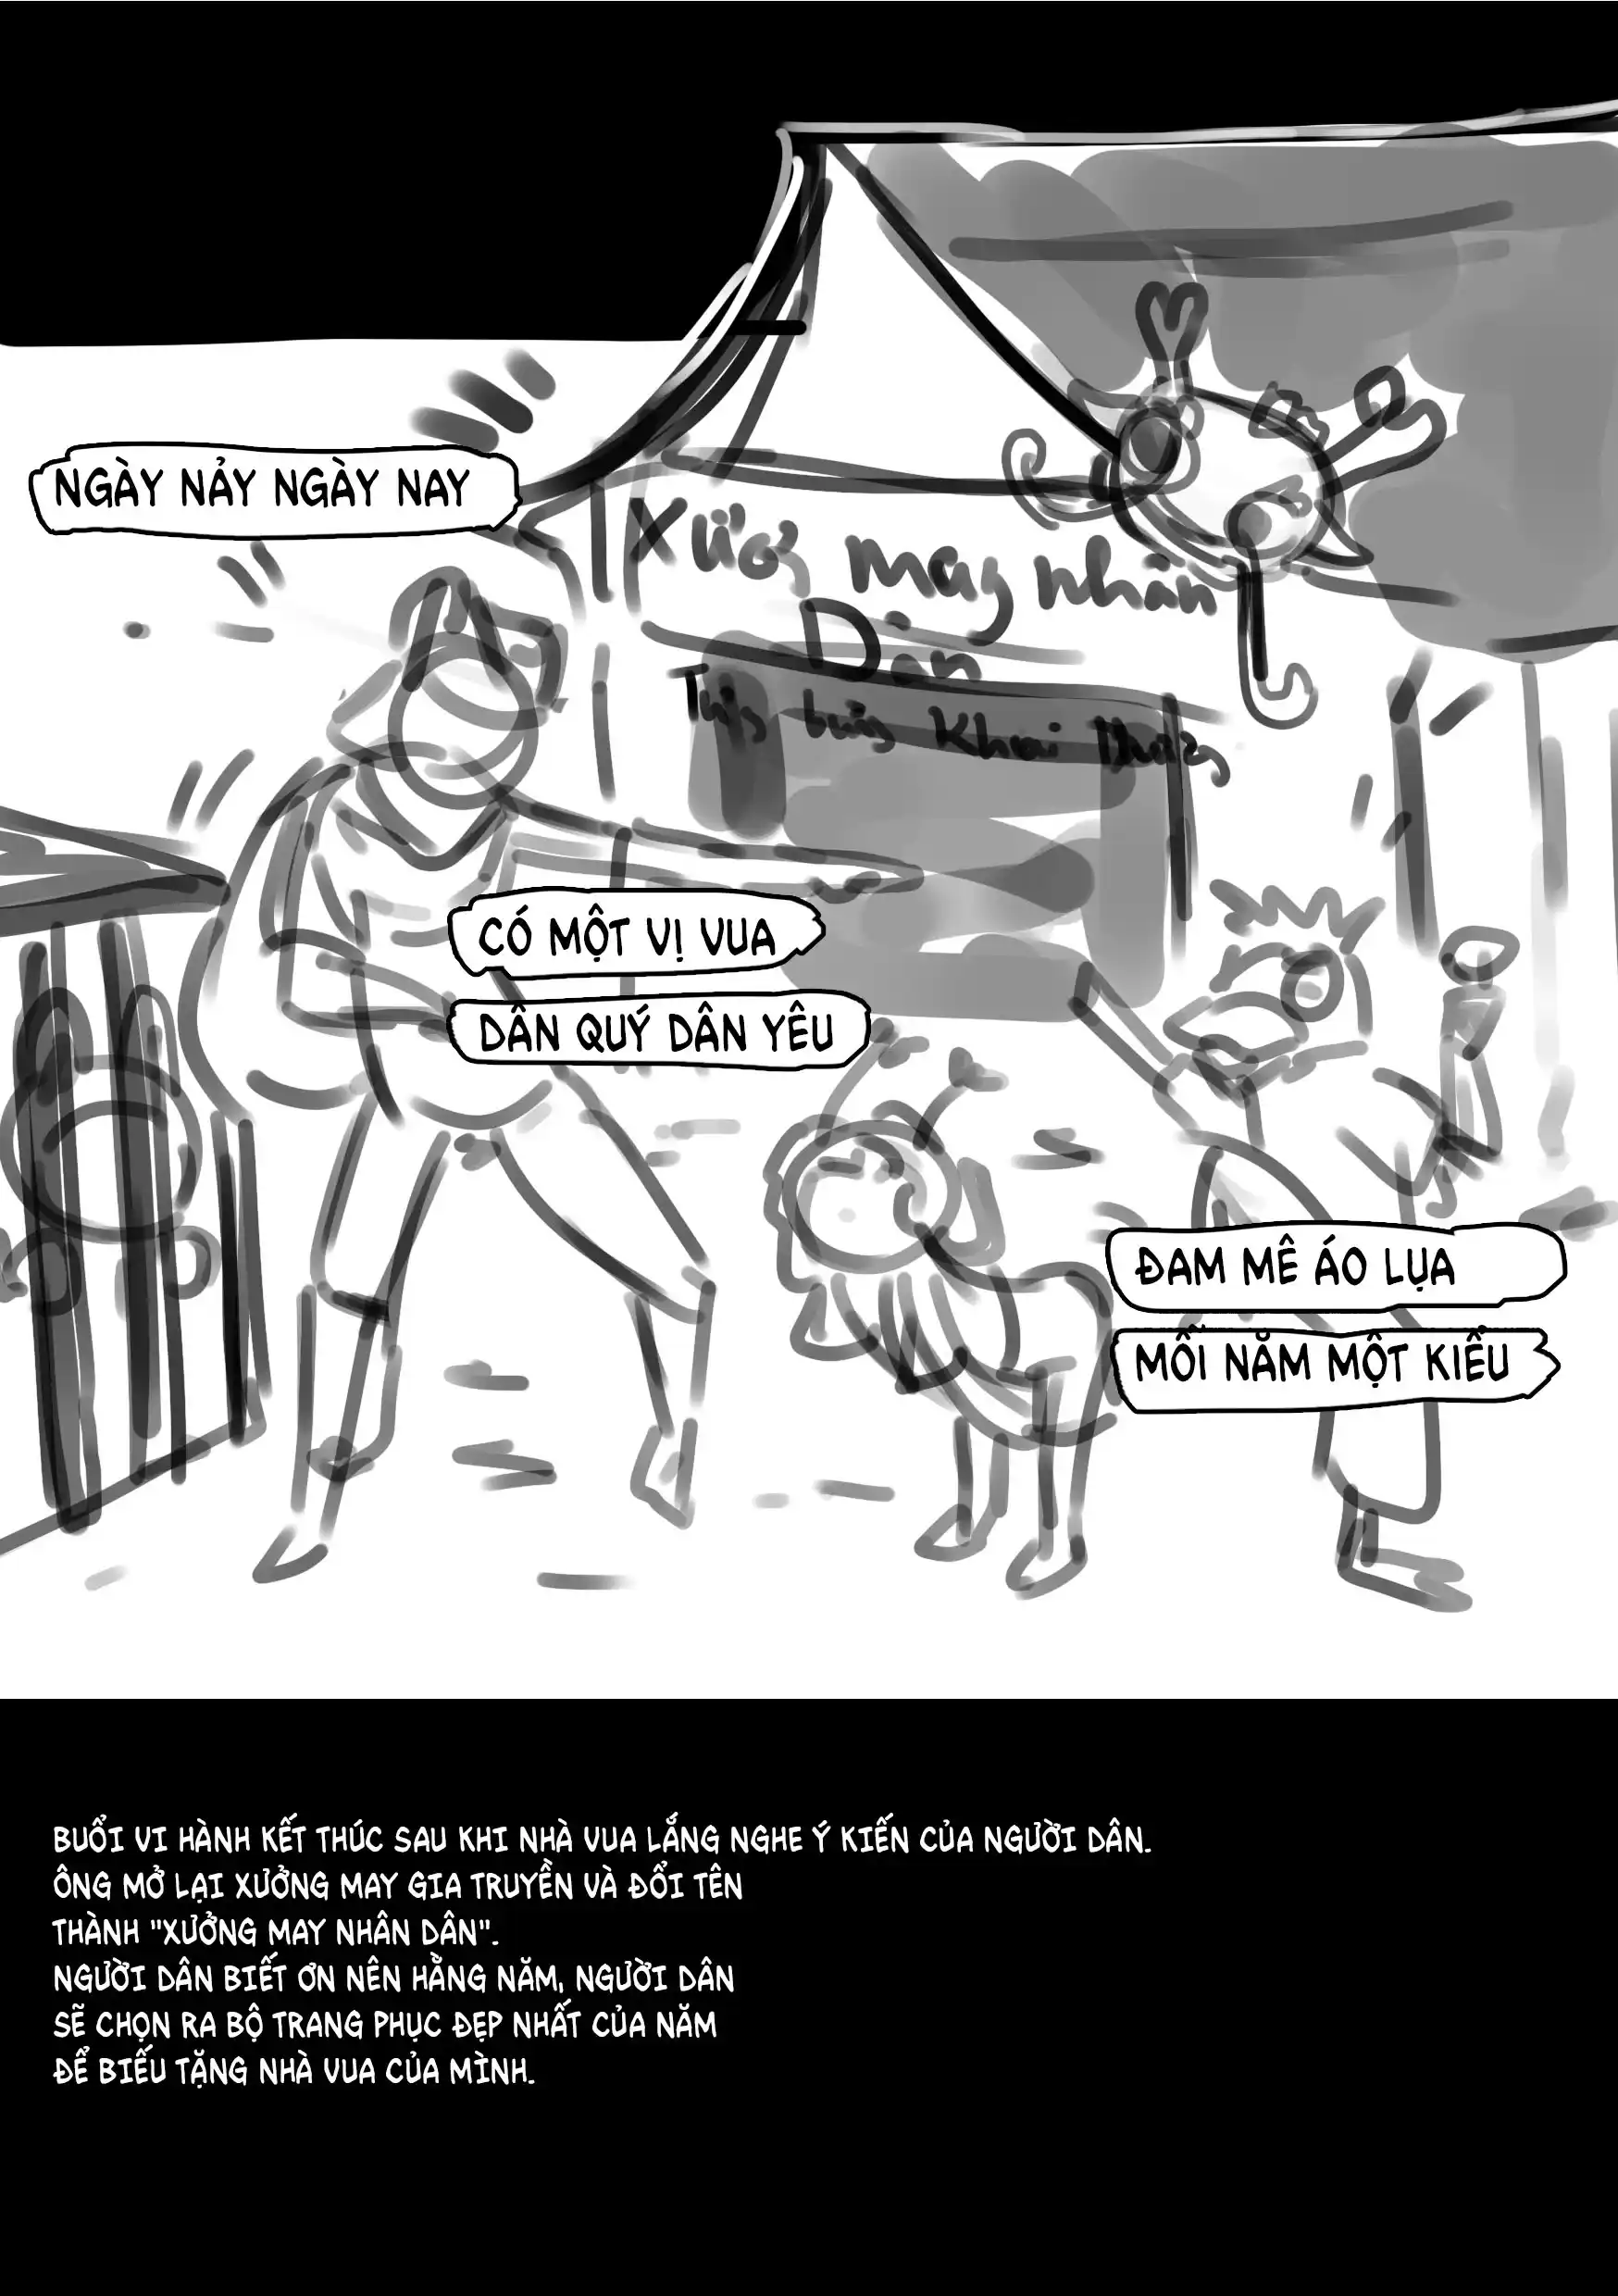 NGÀY NẢY NGÀY NAY
Xưởng may nhân
Dân
Tưng bừng Khai trương
CÓ MỘT VỊ VUA
DÂN QUÝ DÂN YÊU
ĐAM MÊ ÁO LỤA
MỖI NĂM MỘT KIỂU
BUỔI VI HÀNH KẾT THÚC SAU KHI NHÀ VUA LẮNG NGHE Ý KIẾN CỦA NGƯỜI DÂN.
ÔNG MỞ LẠI XƯỞNG MAY GIA TRUYỀN VÀ ĐỔI TÊN
THÀNH "XƯỞNG MAY NHÂN DÂN".
NGƯỜI DÂN BIẾT ƠN NÊN HẰNG NĂM, NGƯỜI DÂN
SẼ CHỌN RA BỘ TRANG PHỤC ĐẸP NHẤT CỦA NĂM
ĐỂ BIẾU TẶNG NHÀ VUA CỦA MÌNH.